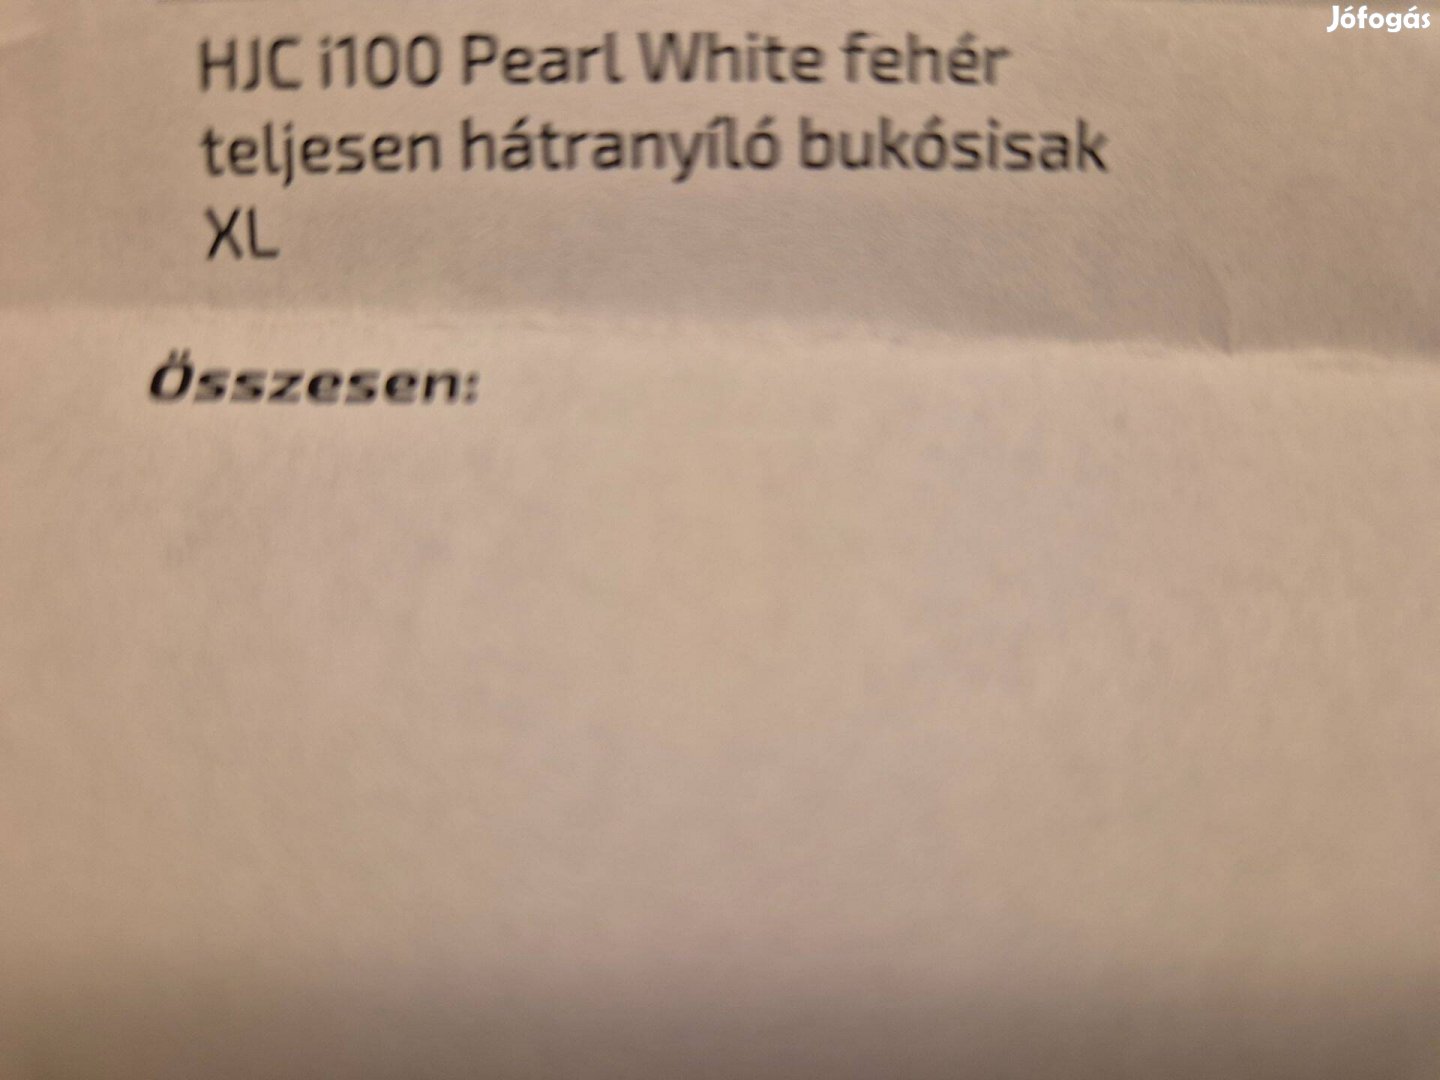 Jófogás
HJC i100 Pearl White fehér
teljesen hátranyíló bukósisak
XL
Összesen: